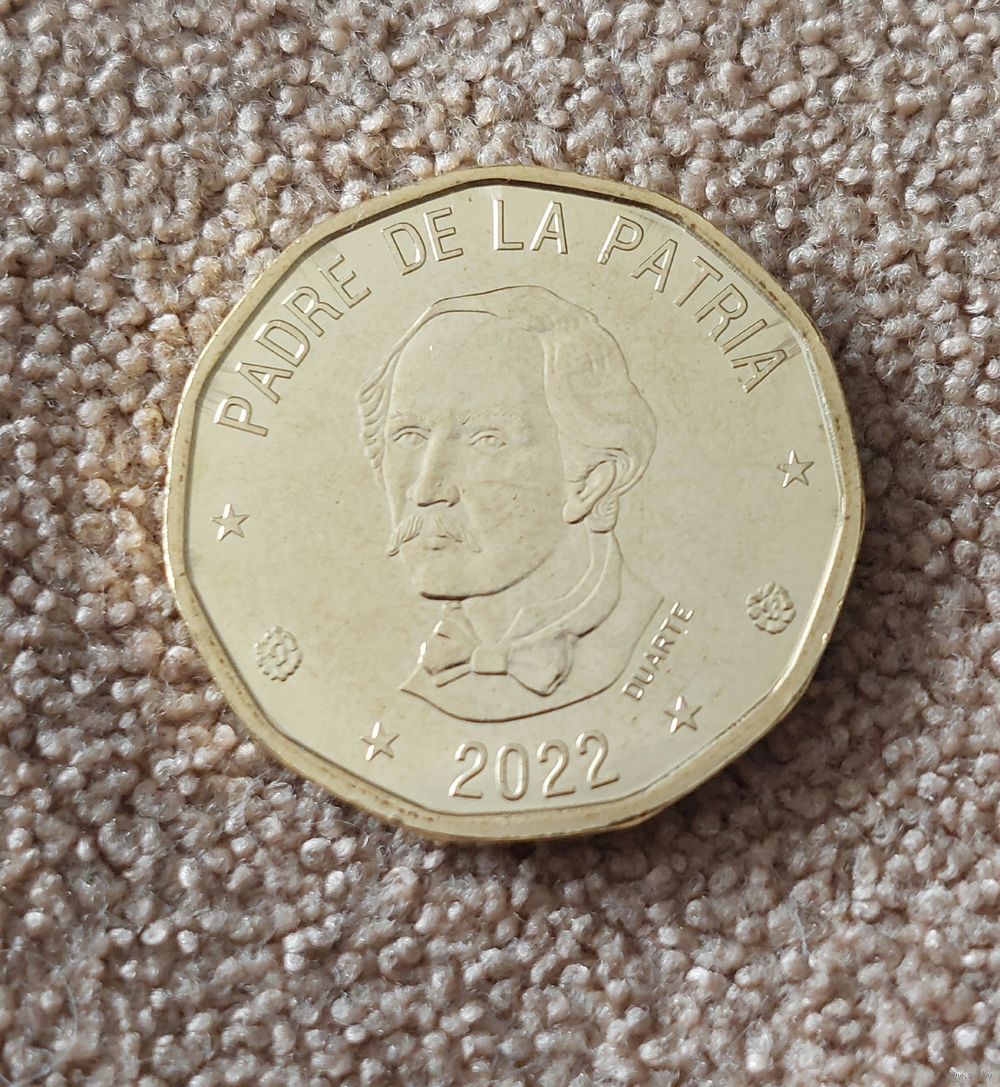 PADRE DE LA PATRIA
DUARTE
2022